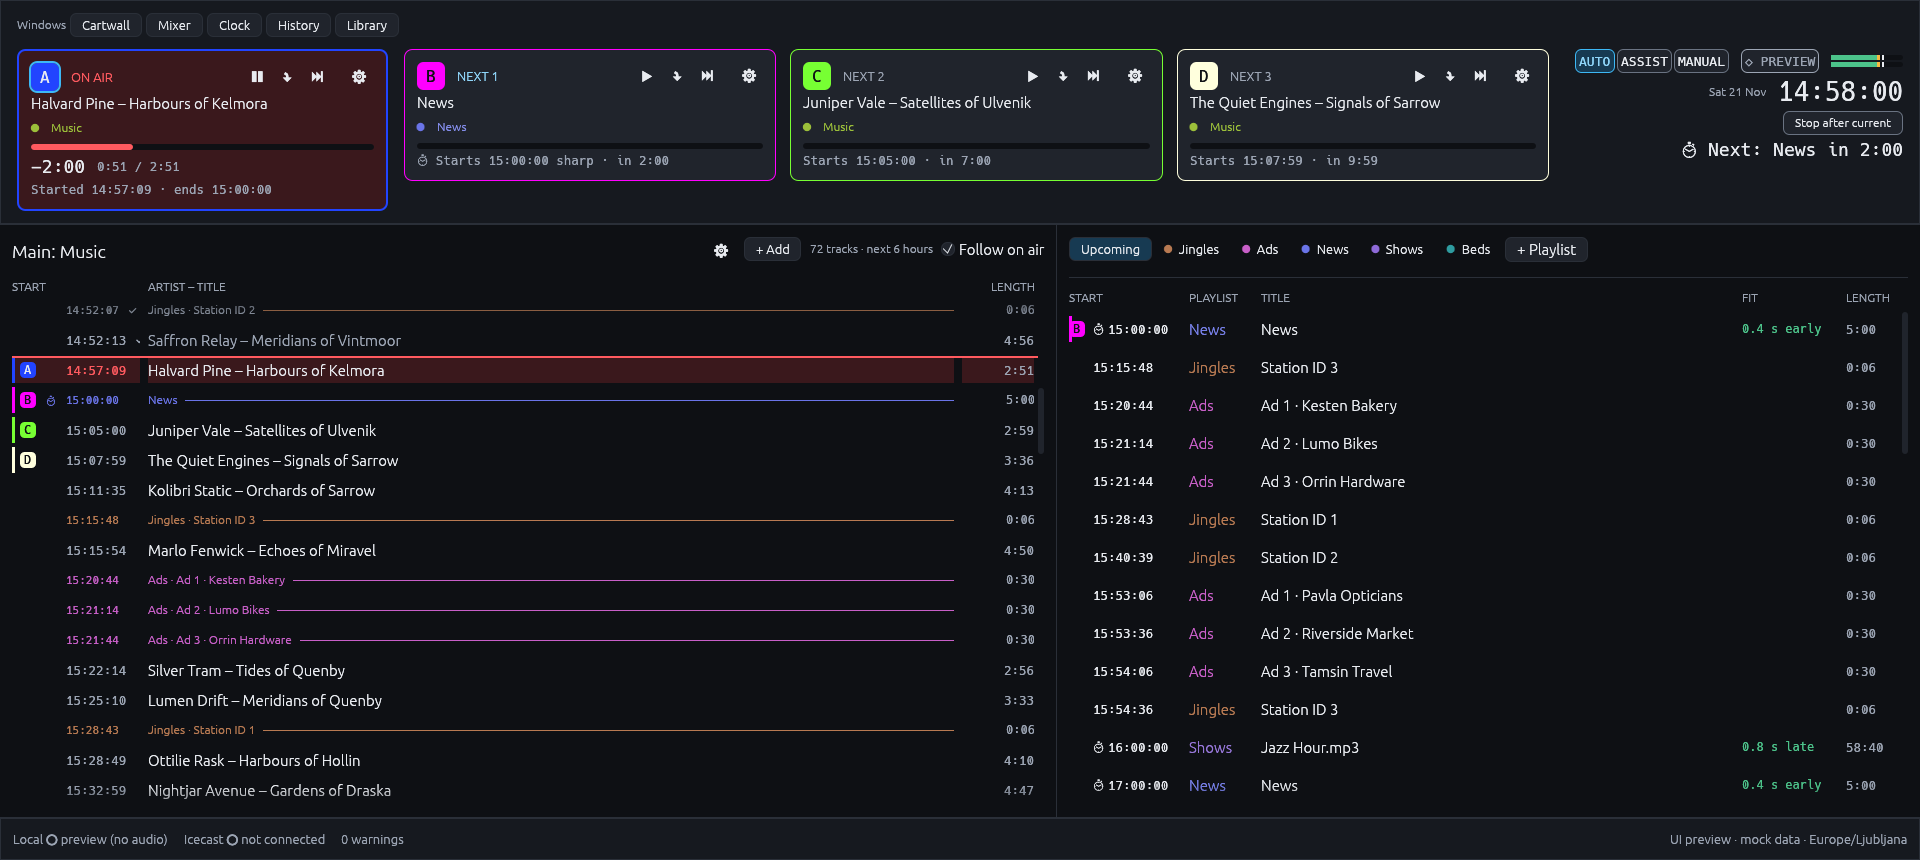 Windows Cartwall Mixer Clock History Library
A ON AIR
Halvard Pine – Harbours of Kelmora
Music
−2:00 0:51 / 2:51
Started 14:57:09 · ends 15:00:00
B NEXT 1
News
News
Starts 15:00:00 sharp · in 2:00
C NEXT 2
Juniper Vale – Satellites of Ulvenik
Music
Starts 15:05:00 · in 7:00
D NEXT 3
The Quiet Engines – Signals of Sarrow
Music
Starts 15:07:59 · in 9:59
AUTO ASSIST MANUAL ◇ PREVIEW
Sat 21 Nov 14:58:00
Stop after current
Next: News in 2:00
Main: Music
+ Add 72 tracks · next 6 hours Follow on air
START ARTIST – TITLE LENGTH
14:52:07 Jingles · Station ID 2 0:06
14:52:13 Saffron Relay – Meridians of Vintmoor 4:56
A 14:57:09 Halvard Pine – Harbours of Kelmora 2:51
B 15:00:00 News 5:00
C 15:05:00 Juniper Vale – Satellites of Ulvenik 2:59
D 15:07:59 The Quiet Engines – Signals of Sarrow 3:36
15:11:35 Kolibri Static – Orchards of Sarrow 4:13
15:15:48 Jingles · Station ID 3 0:06
15:15:54 Marlo Fenwick – Echoes of Miravel 4:50
15:20:44 Ads · Ad 1 · Kesten Bakery 0:30
15:21:14 Ads · Ad 2 · Lumo Bikes 0:30
15:21:44 Ads · Ad 3 · Orrin Hardware 0:30
15:22:14 Silver Tram – Tides of Quenby 2:56
15:25:10 Lumen Drift – Meridians of Quenby 3:33
15:28:43 Jingles · Station ID 1 0:06
15:28:49 Ottilie Rask – Harbours of Hollin 4:10
15:32:59 Nightjar Avenue – Gardens of Draska 4:47
Upcoming Jingles Ads News Shows Beds + Playlist
START PLAYLIST TITLE FIT LENGTH
B 15:00:00 News News 0.4 s early 5:00
15:15:48 Jingles Station ID 3 0:06
15:20:44 Ads Ad 1 · Kesten Bakery 0:30
15:21:14 Ads Ad 2 · Lumo Bikes 0:30
15:21:44 Ads Ad 3 · Orrin Hardware 0:30
15:28:43 Jingles Station ID 1 0:06
15:40:39 Jingles Station ID 2 0:06
15:53:06 Ads Ad 1 · Pavla Opticians 0:30
15:53:36 Ads Ad 2 · Riverside Market 0:30
15:54:06 Ads Ad 3 · Tamsin Travel 0:30
15:54:36 Jingles Station ID 3 0:06
16:00:00 Shows Jazz Hour.mp3 0.8 s late 58:40
17:00:00 News News 0.4 s early 5:00
Local preview (no audio) Icecast not connected 0 warnings
UI preview · mock data · Europe/Ljubljana